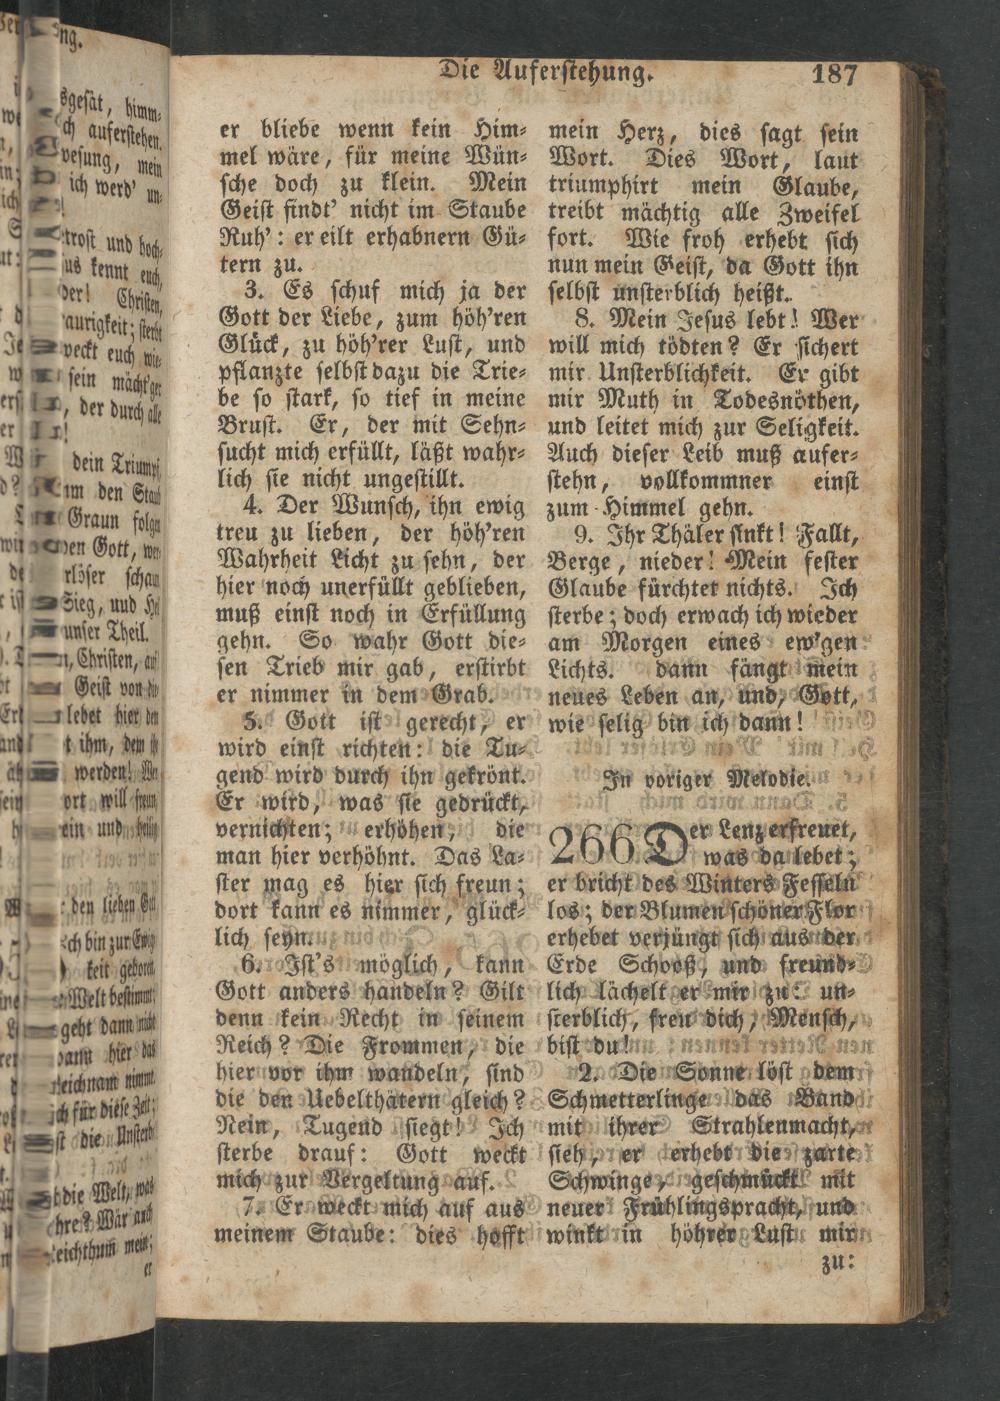 Die Auferstehung.
187
er bliebe wenn kein Him⸗
mel wäre, für meine Wün⸗
sche doch zu klein. Mein
Geist findt' nicht im Staube
Ruh': er eilt erhabnern Gü⸗
tern zu.
3. Es schuf mich ja der
Gott der Liebe, zum höh'ren
Glück, zu höh'rer Lust, und
pflanzte selbst dazu die Trie⸗
be so stark, so tief in meine
Brust. Er, der mit Sehn⸗
sucht mich erfüllt, läßt wahr⸗
lich sie nicht ungestillt.
4. Der Wunsch, ihn ewig
treu zu lieben, der höh'ren
Wahrheit Licht zu sehn, der
hier noch unerfüllt geblieben,
muß einst noch in Erfüllung
gehn. So wahr Gott die⸗
sen Trieb mir gab, erstirbt
er nimmer in dem Grab.
5. Gott ist gerecht, er
wird einst richten: die Tu⸗
gend wird durch ihn gekrönt.
Er wird, was sie gedrückt,
vernichten; erhöhen, die
man hier verhöhnt. Das La⸗
ster mag es hier sich freun;
dort kann es nimmer, glück⸗
lich seyn.
6. Ist's möglich, kann
Gott anders handeln? Gilt
denn kein Recht in seinem
Reich? Die Frommen, die
hier vor ihm wandeln, sind
die den Uebelthätern gleich?
Nein, Tugend siegt! Ich
sterbe drauf: Gott weckt
mich zur Vergeltung auf.
7. Er weckt mich auf aus
meinem Staube: dies hofft
mein Herz, dies sagt sein
Wort. Dies Wort, laut
triumphirt mein Glaube,
treibt mächtig alle Zweifel
fort. Wie froh erhebt sich
nun mein Geist, da Gott ihn
selbst unsterblich heißt.
8. Mein Jesus lebt! Wer
will mich tödten? Er sichert
mir Unsterblichkeit. Er gibt
mir Muth in Todesnöthen,
und leitet mich zur Seligkeit.
Auch dieser Leib muß aufer⸗
stehn, vollkommner einst
zum Himmel gehn.
9. Ihr Thäler sinkt! Fallt,
Berge, nieder! Mein fester
Glaube fürchtet nichts. Ich
sterbe; doch erwach ich wieder
am Morgen eines ew'gen
Lichts. dann fängt mein
neues Leben an, und, Gott,
wie selig bin ich dann!
In voriger Melodie.
266 Der Lenz erfreuet,
was da lebet;
er bricht des Winters Fesseln
los; der Blumen schöner Flor
erhebet verjüngt sich aus der
Erde Schooß, und freund⸗
lich lächelt er mir zu: un⸗
sterblich, freu dich, Mensch,
bist du!
2. Die Sonne löst dem
Schmetterlinge das Band
mit ihrer Strahlenmacht,
sieh, er erhebt die zarte
Schwinge, geschmückt mit
neuer Frühlingspracht, und
winkt in höhrer Lust mir
zu: